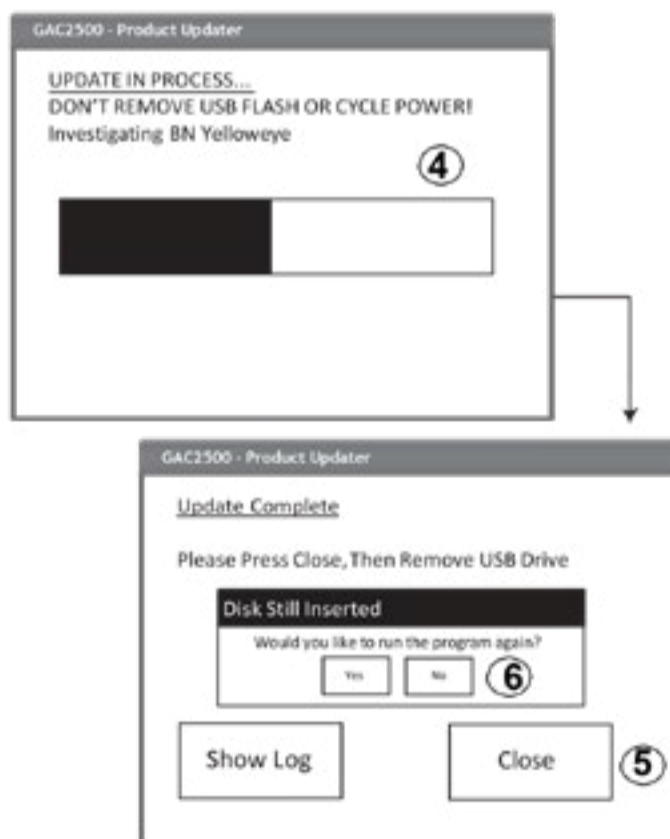 GAC2500 - Product Updater
UPDATE IN PROCESS...
DON'T REMOVE USB FLASH OR CYCLE POWER!
Investigating BN Yelloweye
4
GAC2500 - Product Updater
Update Complete
Please Press Close, Then Remove USB Drive
Disk Still Inserted
Would you like to run the program again?
Yes No 6
Show Log Close 5